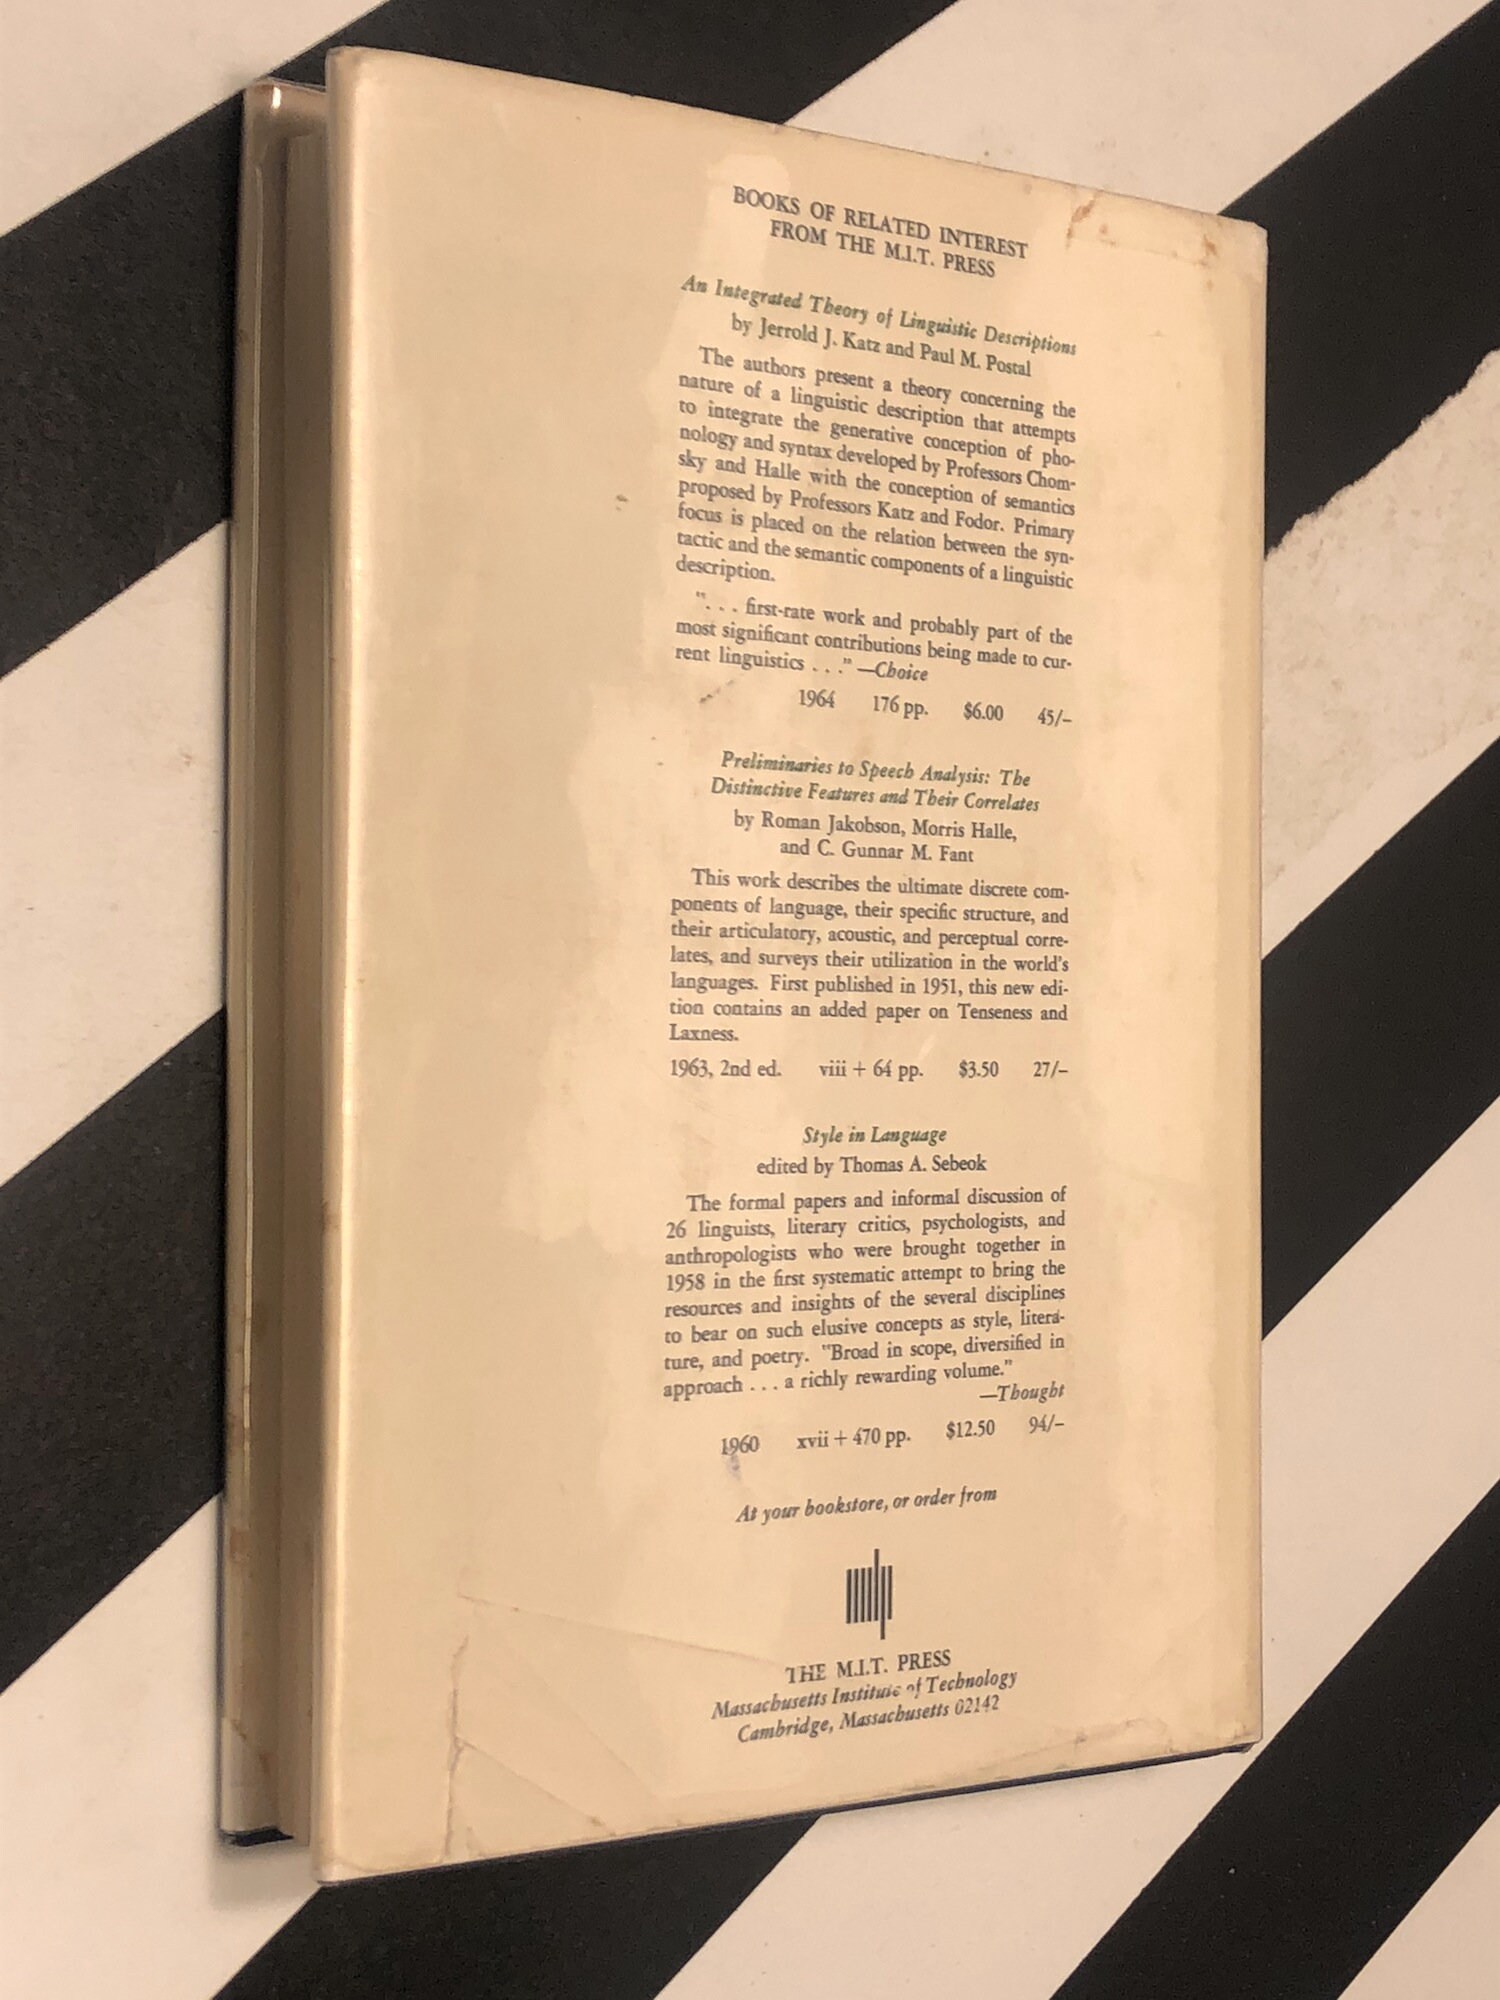 BOOKS OF RELATED INTEREST
FROM THE M.I.T. PRESS
An Integrated Theory of Linguistic Descriptions
by Jerrold J. Katz and Paul M. Postal
The authors present a theory concerning the
nature of a linguistic description that attempts
to integrate the generative conception of pho-
nology and syntax developed by Professors Chom-
sky and Halle with the conception of semantics
proposed by Professors Katz and Fodor. Primary
focus is placed on the relation between the syn-
tactic and the semantic components of a linguistic
description.
". . . first-rate work and probably part of the
most significant contributions being made to cur-
rent linguistics . . ." —Choice
1964 176 pp. $6.00 45/–
Preliminaries to Speech Analysis: The
Distinctive Features and Their Correlates
by Roman Jakobson, Morris Halle,
and C. Gunnar M. Fant
This work describes the ultimate discrete com-
ponents of language, their specific structure, and
their articulatory, acoustic, and perceptual corre-
lates, and surveys their utilization in the world's
languages. First published in 1951, this new edi-
tion contains an added paper on Tenseness and
Laxness.
1963, 2nd ed. viii + 64 pp. $3.50 27/–
Style in Language
edited by Thomas A. Sebeok
The formal papers and informal discussion of
26 linguists, literary critics, psychologists, and
anthropologists who were brought together in
1958 in the first systematic attempt to bring the
resources and insights of the several disciplines
to bear on such elusive concepts as style, litera-
ture, and poetry. "Broad in scope, diversified in
approach . . . a richly rewarding volume."
—Thought
1960 xvii + 470 pp. $12.50 94/–
At your bookstore, or order from
THE M.I.T. PRESS
Massachusetts Institute of Technology
Cambridge, Massachusetts 02142